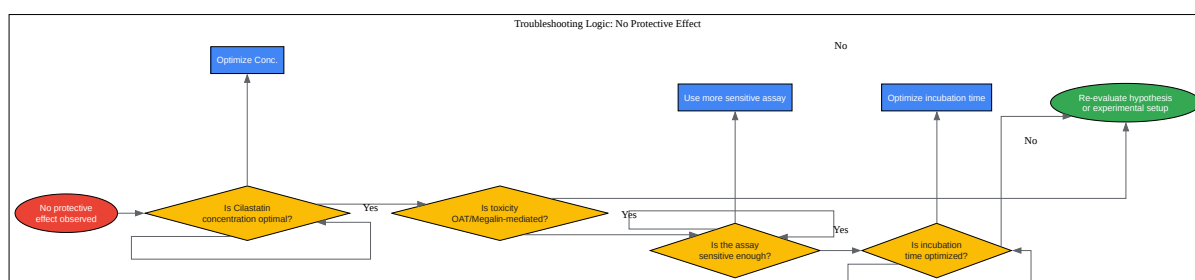 Troubleshooting Logic: No Protective Effect
No
Optimize Conc.
Use more sensitive assay
Optimize incubation time
Re-evaluate hypothesis
or experimental setup
No
No protective
effect observed
Is Cilastatin
concentration optimal?
Yes
Is toxicity
OAT/Megalin-mediated?
Yes
Is the assay
sensitive enough?
Yes
Is incubation
time optimized?